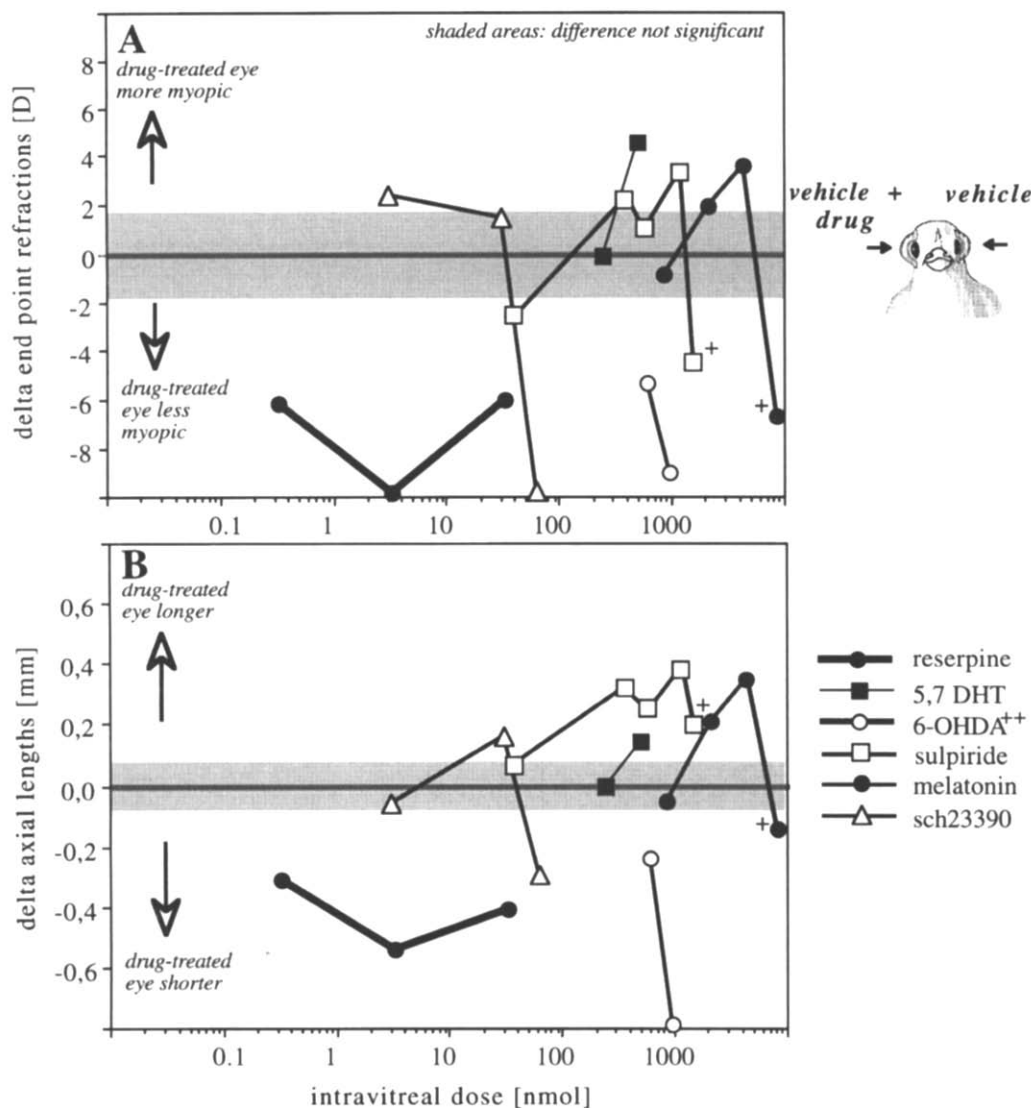 A
shaded areas: difference not significant
drug-treated eye
more myopic
drug-treated
eye less
myopic
delta end point refractions [D]
8
6
4
2
0
-2
-4
-6
-8
+
+
0.1
1
10
100
1000
vehicle + vehicle
drug
B
drug-treated
eye longer
drug-treated
eye shorter
delta axial lengths [mm]
0,6
0,4
0,2
0,0
-0,2
-0,4
-0,6
+
+
0.1
1
10
100
1000
intravitreal dose [nmol]
reserpine
5,7 DHT
6-OHDA++
sulpiride
melatonin
sch23390